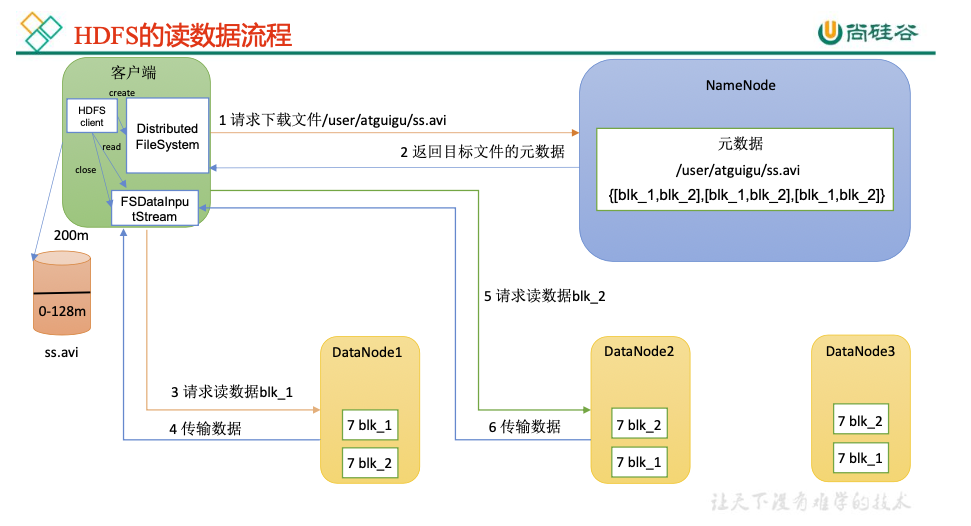 HDFS的读数据流程
尚硅谷
客户端
create
HDFS
client
Distributed
FileSystem
read
close
FSDataInpu
tStream
1 请求下载文件/user/atguigu/ss.avi
2 返回目标文件的元数据
NameNode
元数据
/user/atguigu/ss.avi
{[blk_1,blk_2],[blk_1,blk_2],[blk_1,blk_2]}
200m
0-128m
ss.avi
5 请求读数据blk_2
3 请求读数据blk_1
4 传输数据
6 传输数据
DataNode1
7 blk_1
7 blk_2
DataNode2
7 blk_2
7 blk_1
DataNode3
7 blk_2
7 blk_1
让天下没有难学的技术